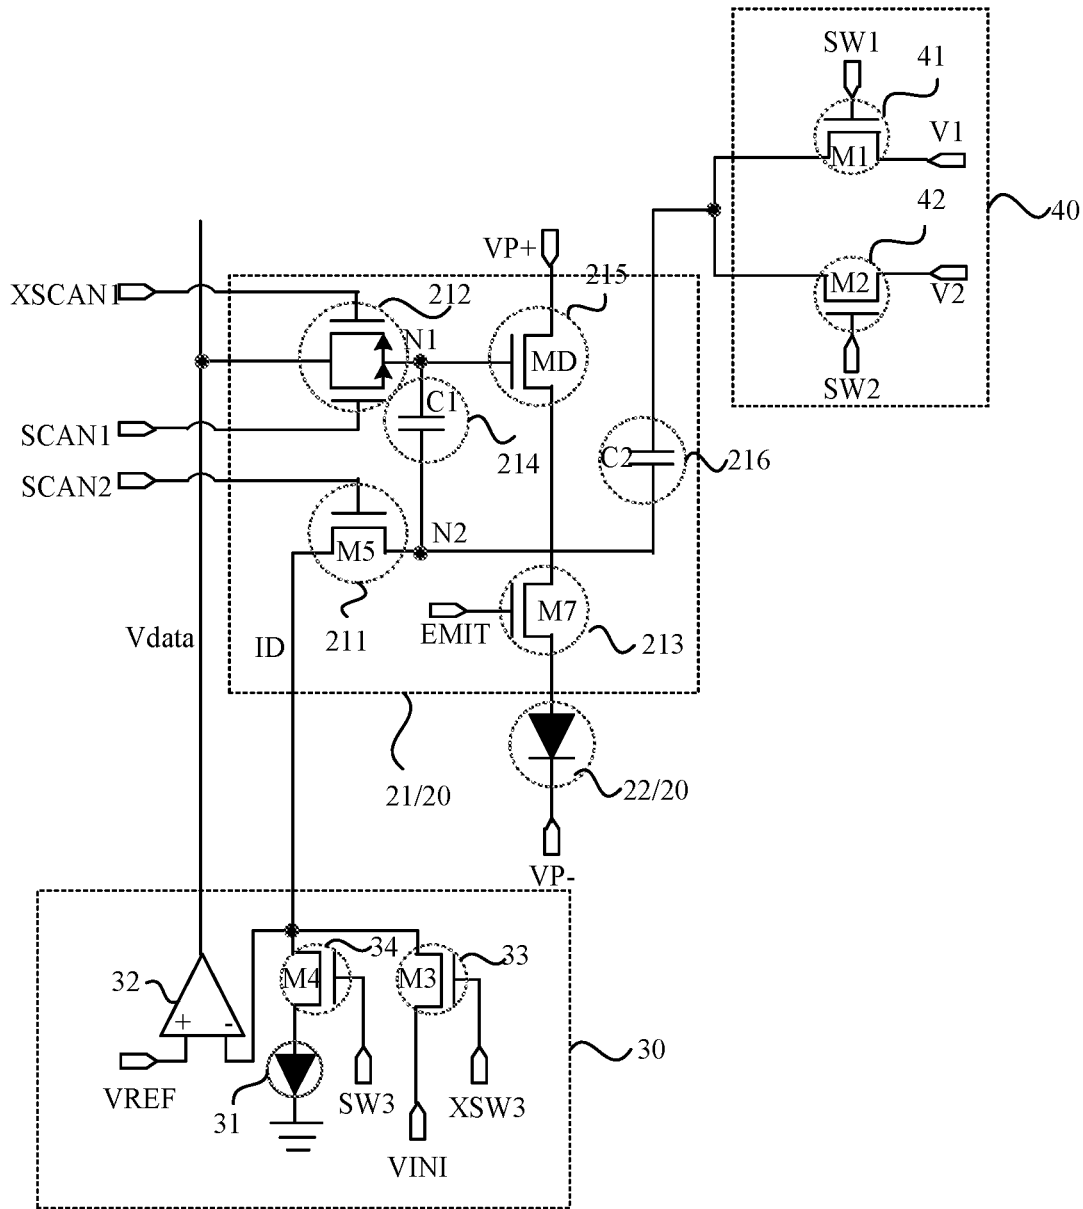 SW1
41
V1
M1
40
42
M2
V2
SW2
VP+
215
XSCAN1
212
N1
MD
C1
SCAN1
214
C2
216
SCAN2
N2
M5
M7
EMIT
211
213
Vdata
ID
21/20
22/20
VP-
34
33
32
M4
M3
+
-
VREF
31
SW3
XSW3
30
VINI